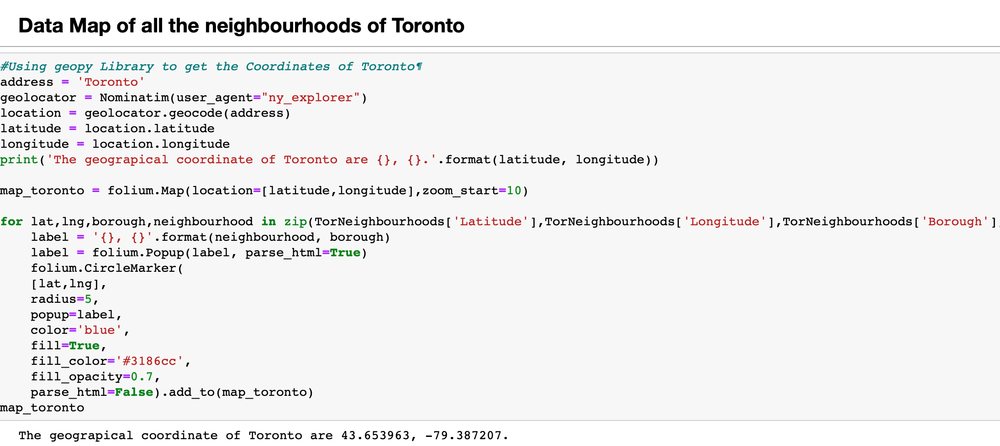 Data Map of all the neighbourhoods of Toronto
#Using geopy Library to get the Coordinates of Toronto¶
address = 'Toronto'
geolocator = Nominatim(user_agent="ny_explorer")
location = geolocator.geocode(address)
latitude = location.latitude
longitude = location.longitude
print('The geograpical coordinate of Toronto are {}, {}.'.format(latitude, longitude))
map_toronto = folium.Map(location=[latitude,longitude],zoom_start=10)
for lat,lng,borough,neighbourhood in zip(TorNeighbourhoods['Latitude'],TorNeighbourhoods['Longitude'],TorNeighbourhoods['Borough'],
    label = '{}, {}'.format(neighbourhood, borough)
    label = folium.Popup(label, parse_html=True)
    folium.CircleMarker(
    [lat,lng],
    radius=5,
    popup=label,
    color='blue',
    fill=True,
    fill_color='#3186cc',
    fill_opacity=0.7,
    parse_html=False).add_to(map_toronto)
map_toronto
The geograpical coordinate of Toronto are 43.653963, -79.387207.